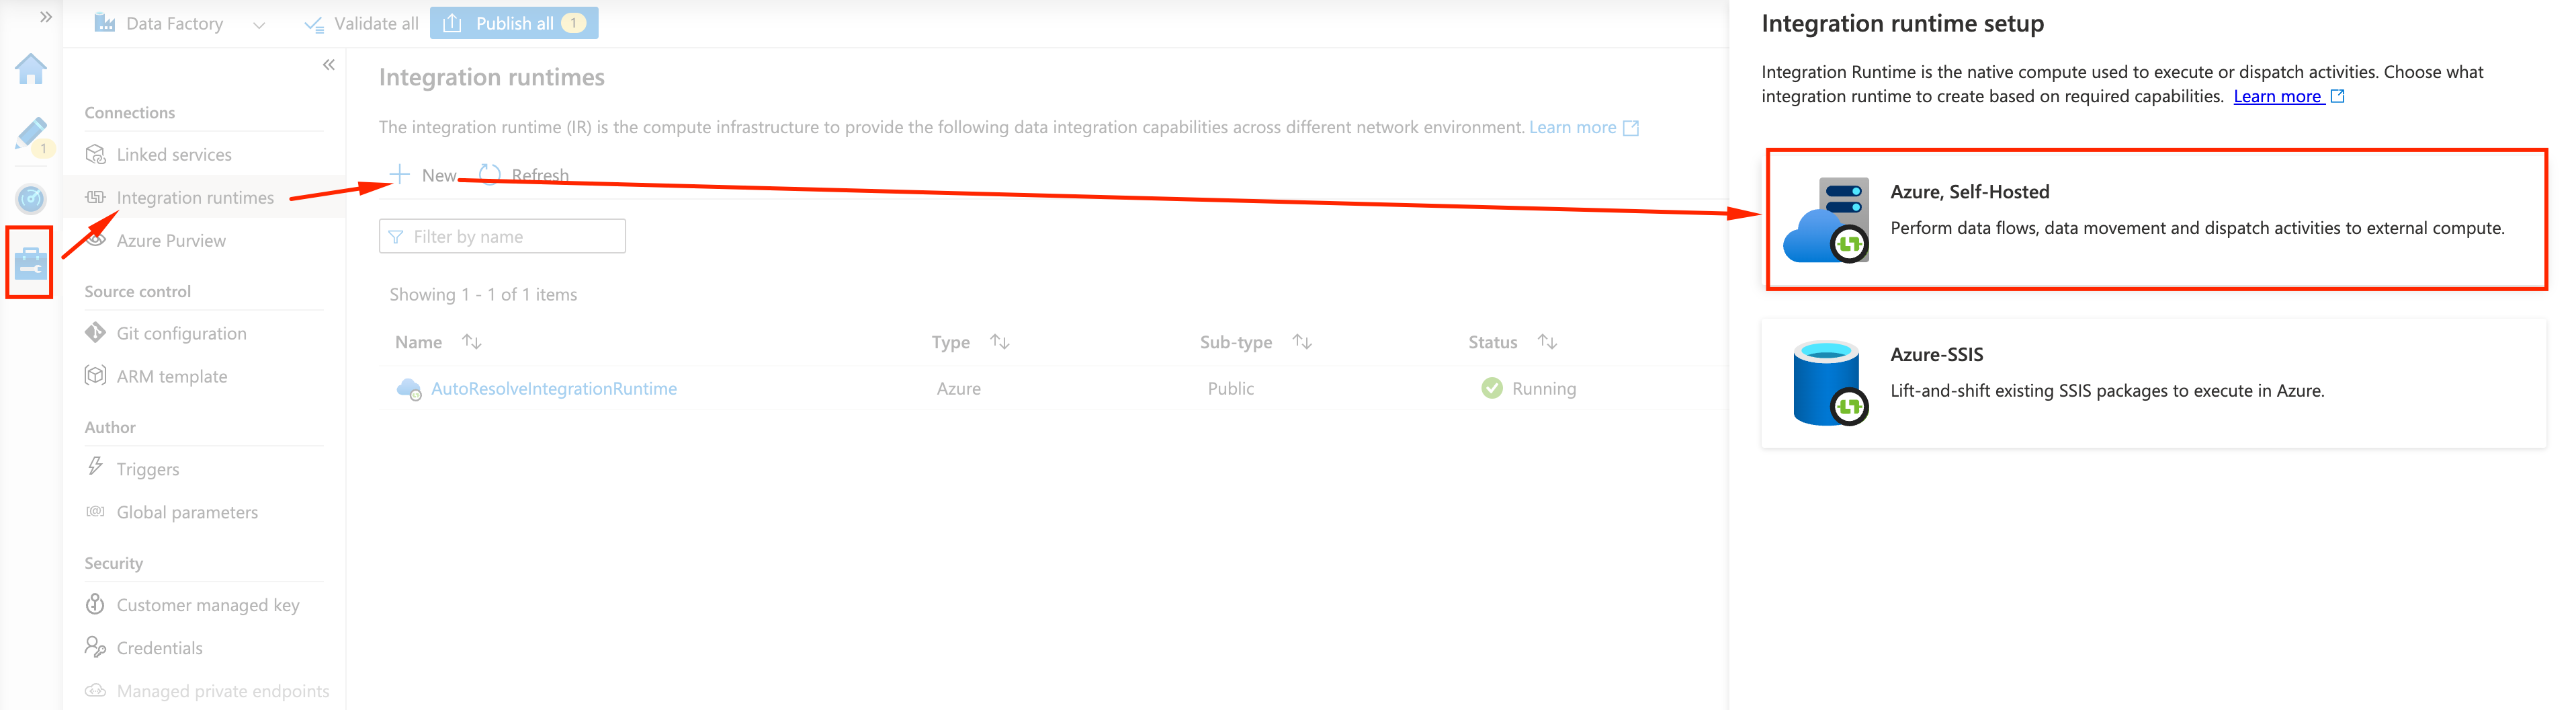 Data Factory
Validate all
Publish all 1
Integration runtime setup
Integration Runtime is the native compute used to execute or dispatch activities. Choose what
integration runtime to create based on required capabilities. Learn more
Azure, Self-Hosted
Perform data flows, data movement and dispatch activities to external compute.
Azure-SSIS
Lift-and-shift existing SSIS packages to execute in Azure.
1
Connections
Linked services
Integration runtimes
Azure Purview
Source control
Git configuration
ARM template
Author
Triggers
Global parameters
Security
Customer managed key
Credentials
Managed private endpoints
Integration runtimes
The integration runtime (IR) is the compute infrastructure to provide the following data integration capabilities across different network environment. Learn more
New Refresh
Filter by name
Showing 1 - 1 of 1 items
Name Type Sub-type Status
AutoResolveIntegrationRuntime Azure Public Running